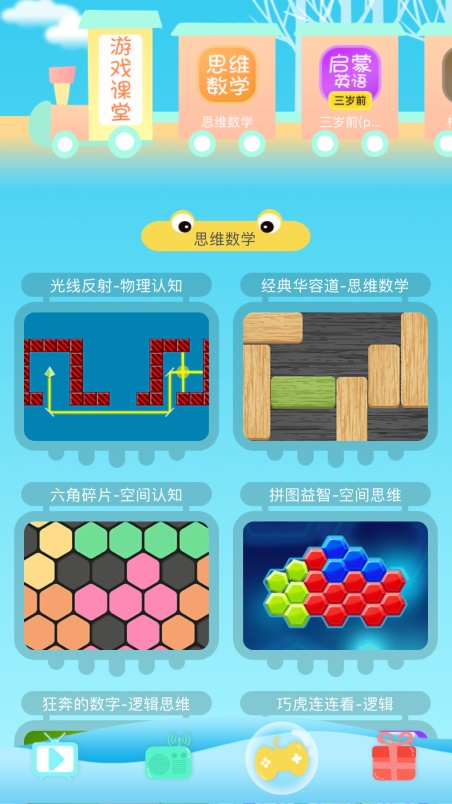 游戏课堂
思维
数学
思维数学
启蒙
英语
三岁前
三岁前(p...
思维数学
光线反射-物理认知
经典华容道-思维数学
六角碎片-空间认知
拼图益智-空间思维
狂奔的数字-逻辑思维
巧虎连连看-逻辑